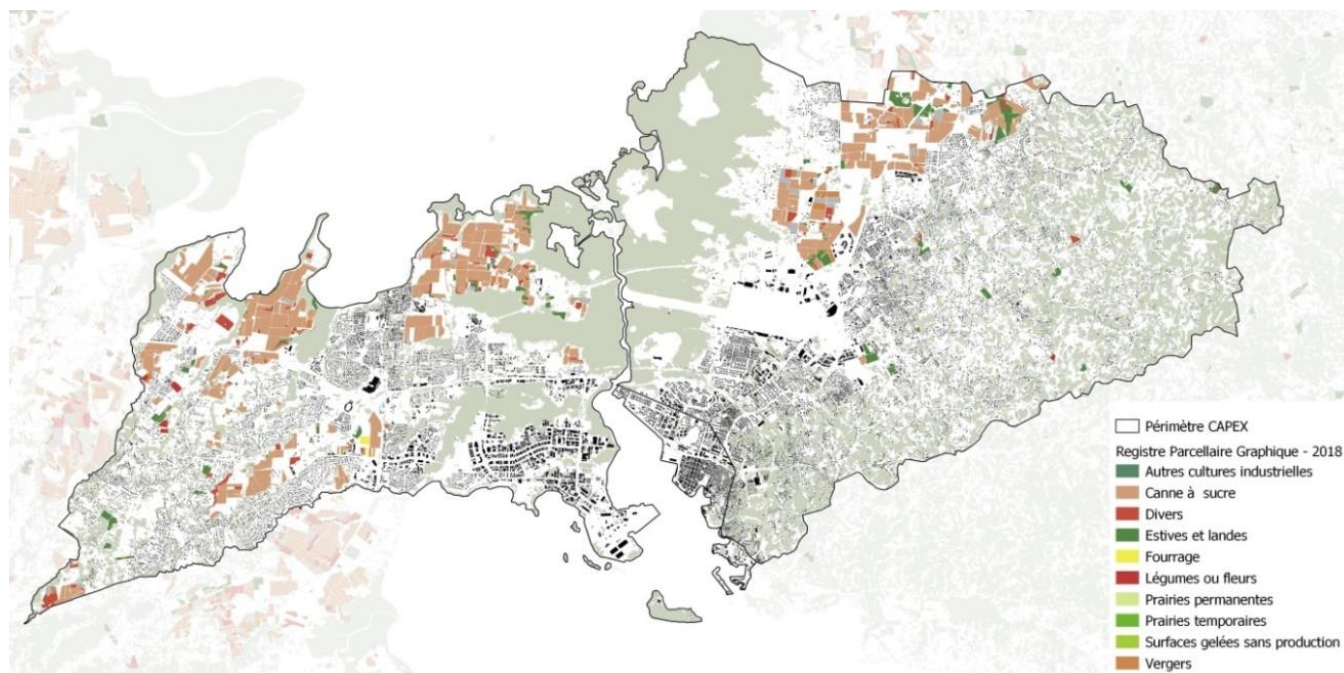 Périmètre CAPEX
Registre Parcellaire Graphique - 2018
Autres cultures industrielles
Canne à sucre
Divers
Estives et landes
Fourrage
Légumes ou fleurs
Prairies permanentes
Prairies temporaires
Surfaces gelées sans production
Vergers